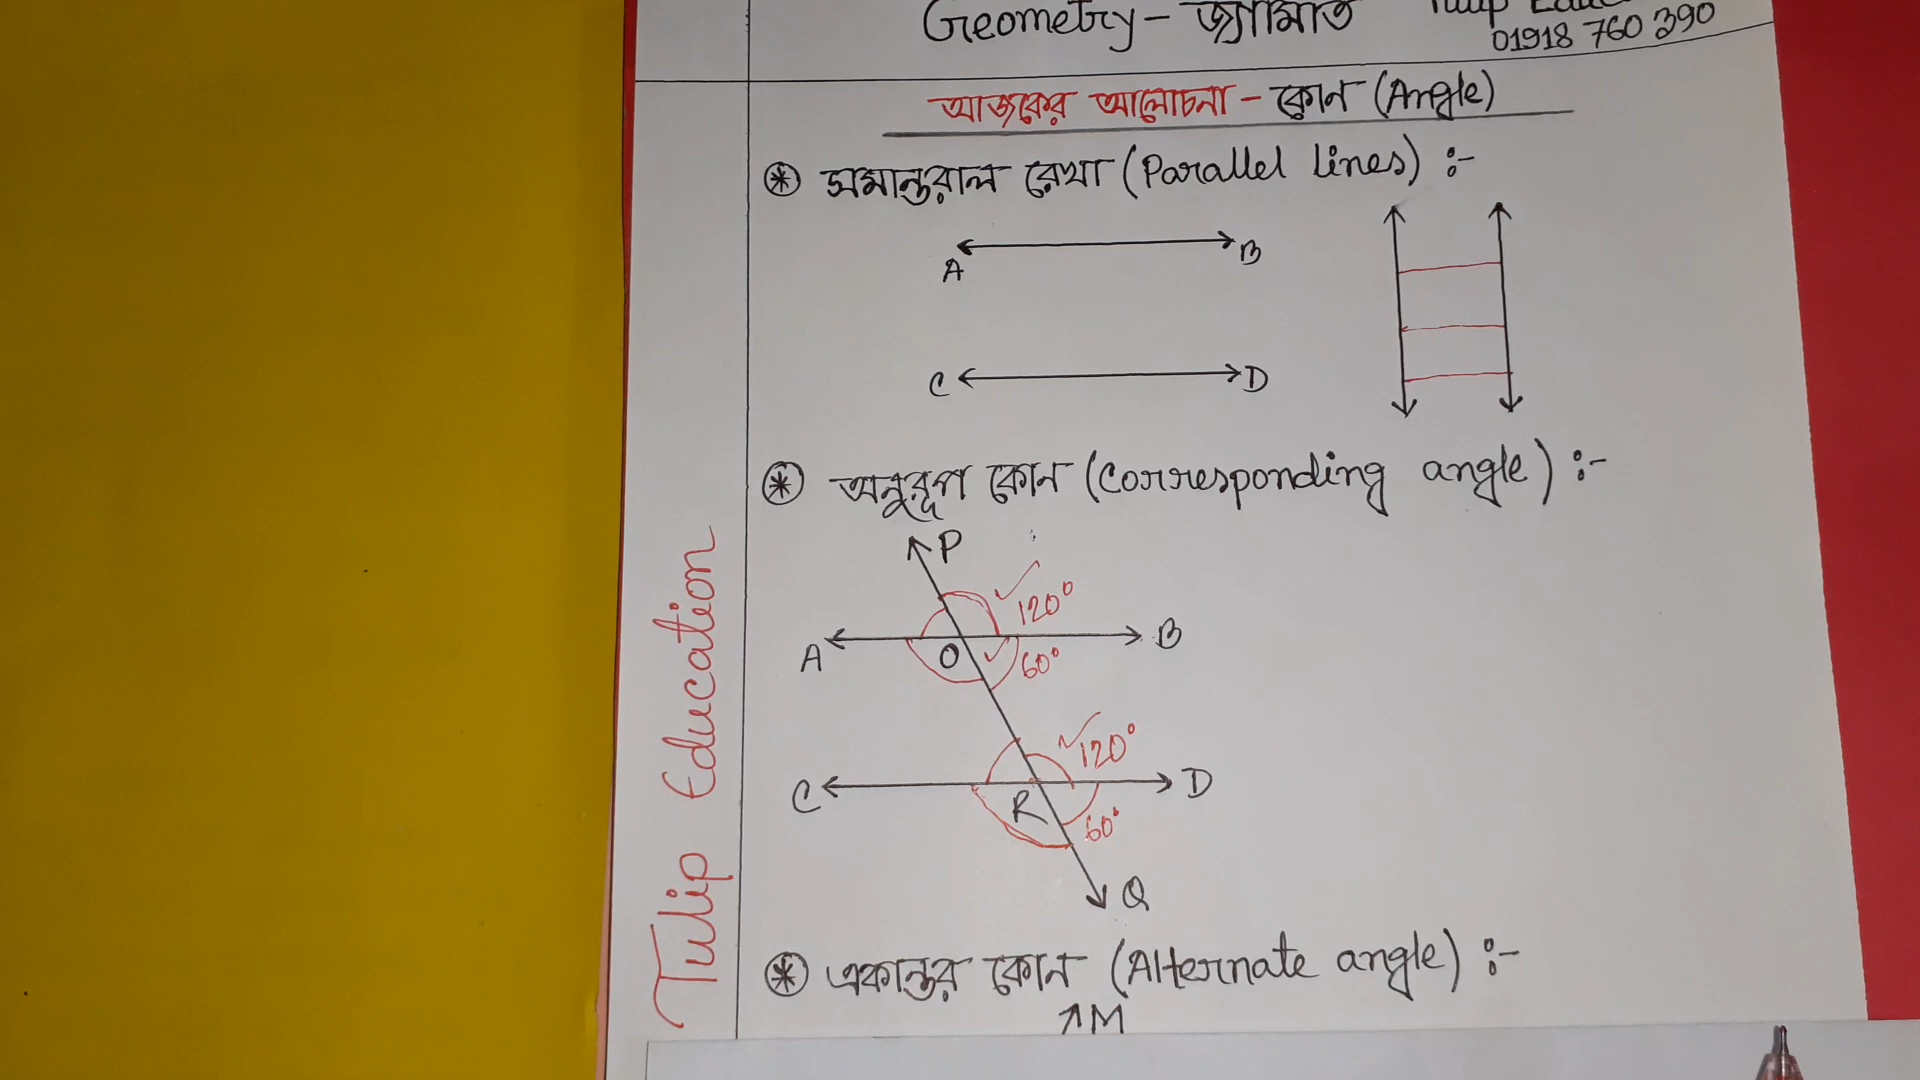 Geometry - জ্যামিতি
Tulip
01918 760 390
আজকের আলোচনা - কোন (Angle)
⊛ সমান্তরাল রেখা (Parallel lines) :-
A B
C D
⊛ অনুরূপ কোন (Corresponding angle) :-
P
120°
A O B
60°
120°
C R D
60°
Q
⊛ একান্তর কোন (Alternate angle) :-
M
Tulip Education